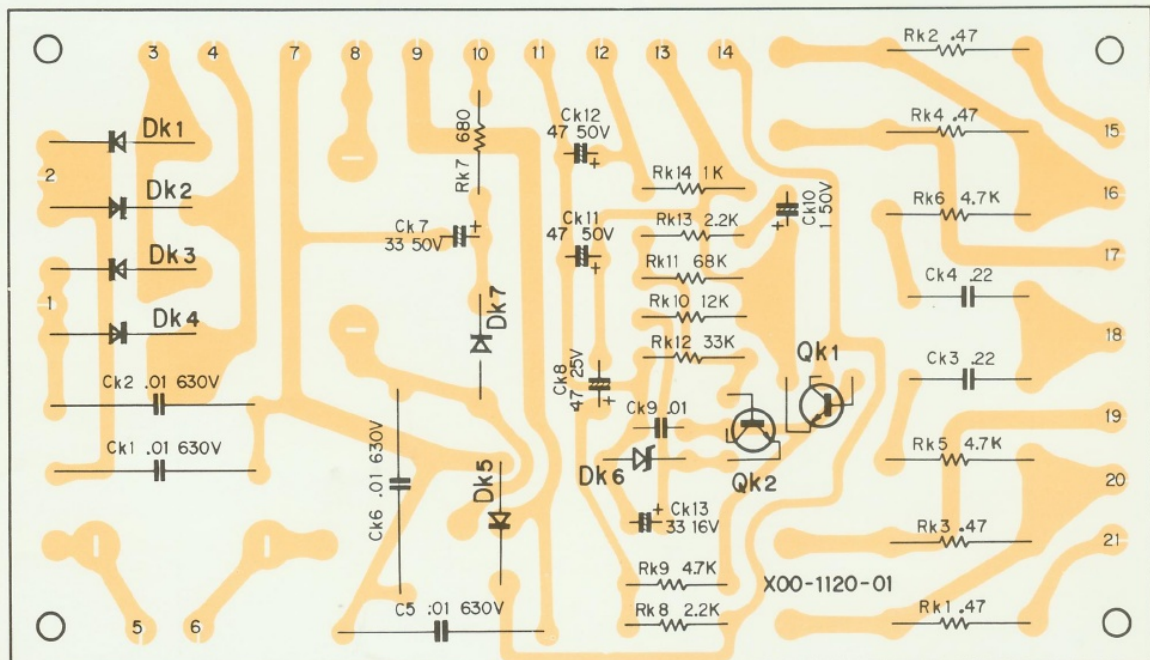 3 4 7 8 9 10 11 12 13 14
Rk2 .47
Dk1
Rk7 680
Ck12
47 50V
Rk4 .47
15
2
Dk2
Rk14 1K
Ck10
1 50V
Rk6 4.7K
16
Ck7
33 50V
Ck11
47 50V
Rk13 2.2K
17
Dk3
Rk11 68K
Ck4 .22
1
Dk4
Dk7
Rk10 12K
18
Rk12 33K
Qk1
Ck3 .22
Ck2 .01 630V
Ck8
47 25V
Ck9 .01
19
Ck1 .01 630V
Ck6 .01 630V
Dk5
Dk6
Qk2
Rk5 4.7K
20
Ck13
33 16V
Rk3 .47
21
Rk9 4.7K
X00-1120-01
5 6
C5 .01 630V
Rk8 2.2K
Rk1 .47